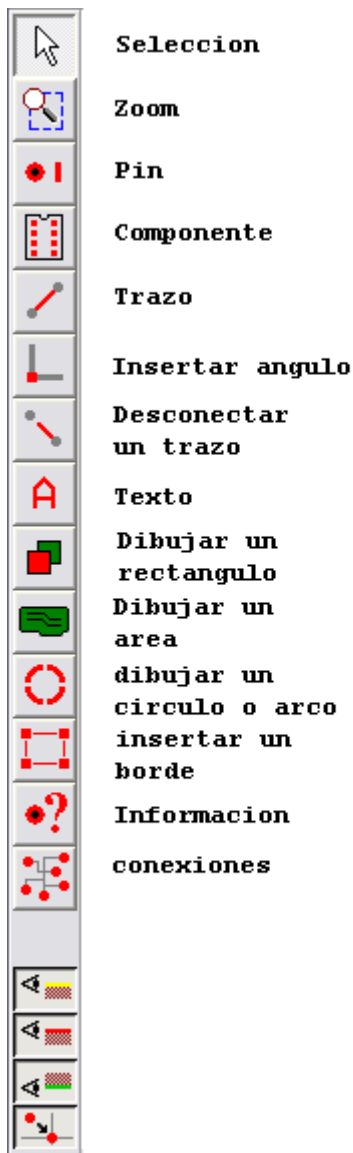 Seleccion
Zoom
Pin
Componente
Trazo
Insertar angulo
Desconectar
un trazo
A
Texto
Dibujar un
rectangulo
Dibujar un
area
dibujar un
circulo o arco
insertar un
borde
?
Informacion
conexiones